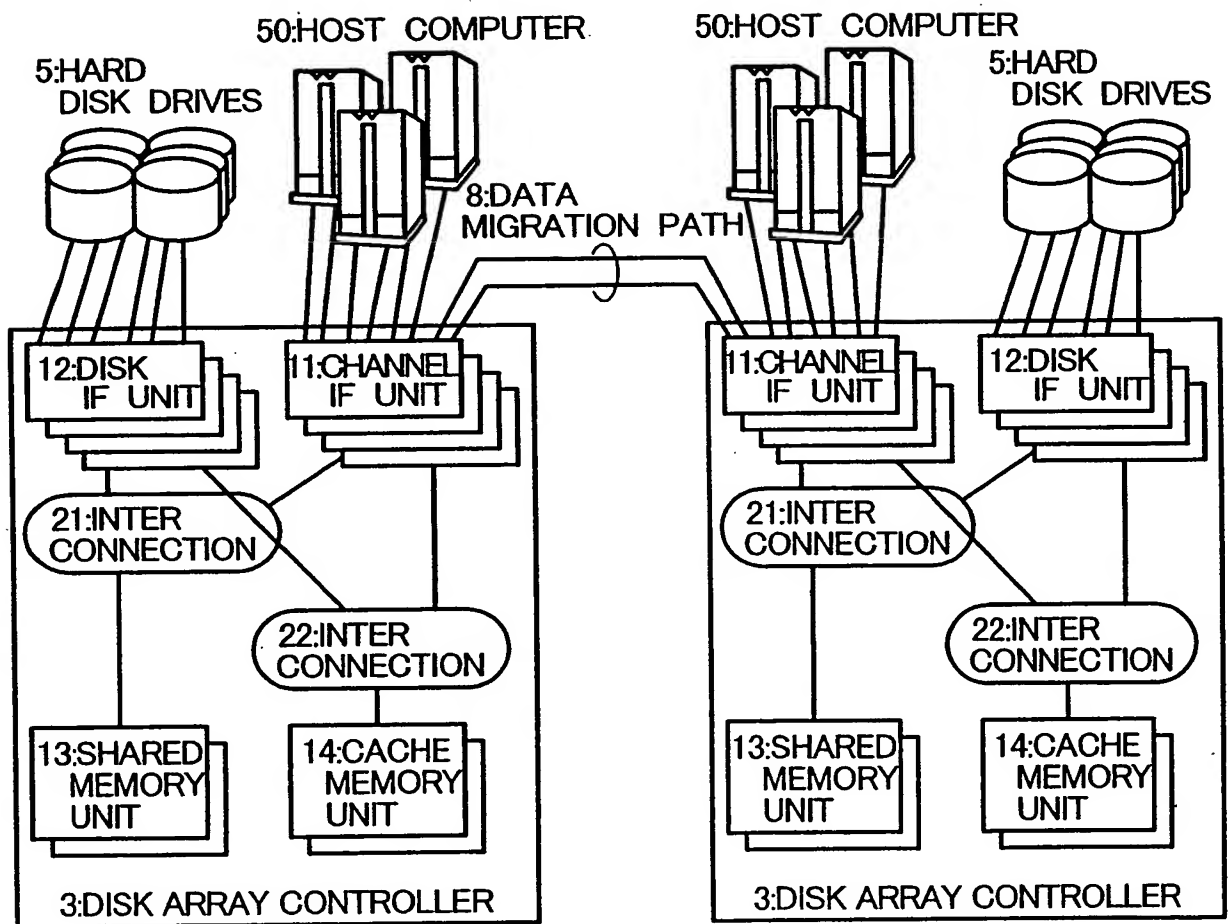 50:HOST COMPUTER
50:HOST COMPUTER
5:HARD
DISK DRIVES
5:HARD
DISK DRIVES
8:DATA
MIGRATION PATH
12:DISK
IF UNIT
11:CHANNEL
IF UNIT
11:CHANNEL
IF UNIT
12:DISK
IF UNIT
21:INTER
CONNECTION
21:INTER
CONNECTION
22:INTER
CONNECTION
22:INTER
CONNECTION
13:SHARED
MEMORY
UNIT
14:CACHE
MEMORY
UNIT
13:SHARED
MEMORY
UNIT
14:CACHE
MEMORY
UNIT
3:DISK ARRAY CONTROLLER
3:DISK ARRAY CONTROLLER